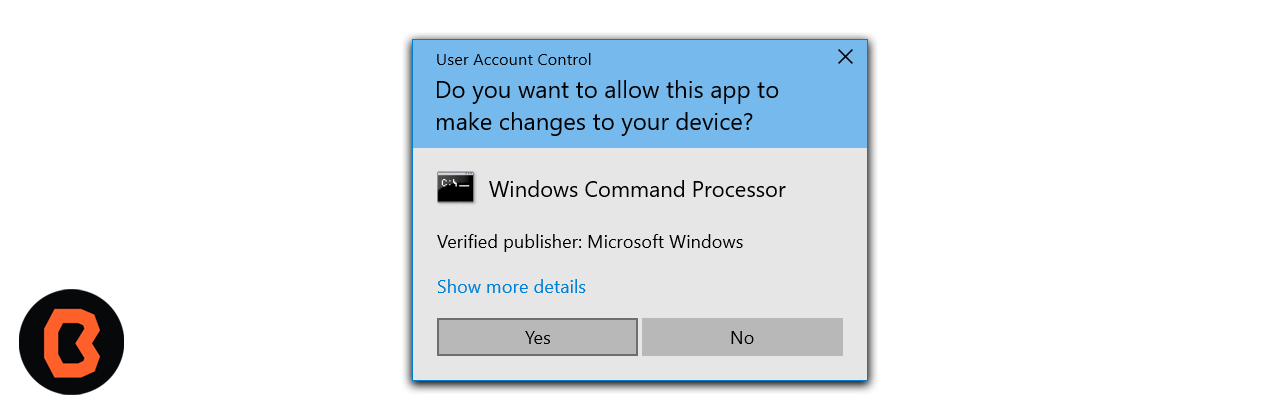 User Account Control
Do you want to allow this app to
make changes to your device?
C:\_
Windows Command Processor
Verified publisher: Microsoft Windows
Show more details
Yes
No
B